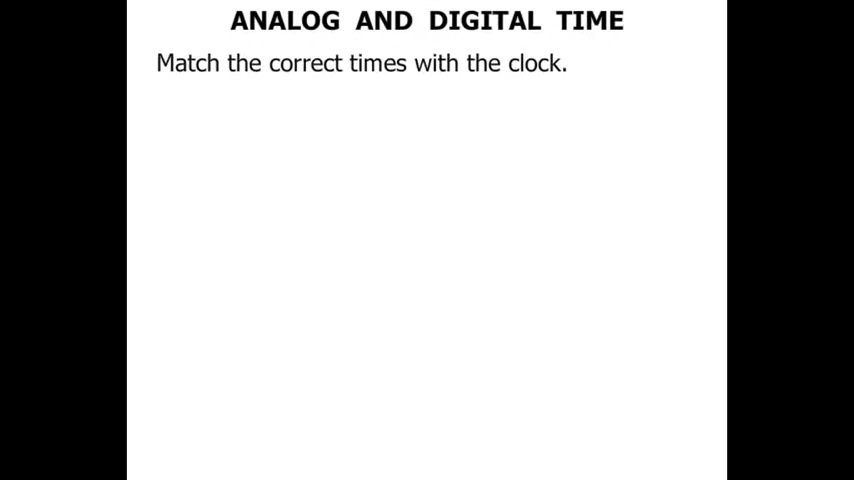 ANALOG AND DIGITAL TIME
Match the correct times with the clock.